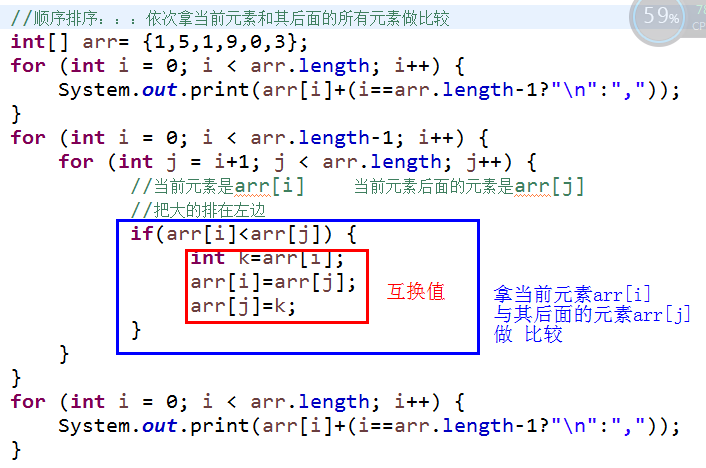 //顺序排序：：：依次拿当前元素和其后面的所有元素做比较
59%
int[] arr= {1,5,1,9,0,3};
for (int i = 0; i < arr.length; i++) {
System.out.print(arr[i]+(i==arr.length-1?"\n":","));
}
for (int i = 0; i < arr.length-1; i++) {
for (int j = i+1; j < arr.length; j++) {
//当前元素是arr[i] 当前元素后面的元素是arr[j]
//把大的排在左边
if(arr[i]<arr[j]) {
int k=arr[i];
arr[i]=arr[j];
arr[j]=k;
互换值
拿当前元素arr[i]
与其后面的元素arr[j]
做 比较
}
}
}
for (int i = 0; i < arr.length; i++) {
System.out.print(arr[i]+(i==arr.length-1?"\n":","));
}